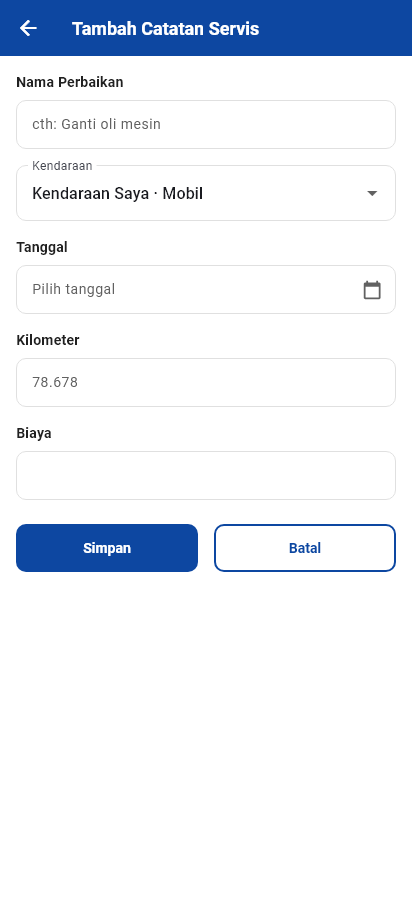 Tambah Catatan Servis
Nama Perbaikan
cth: Ganti oli mesin
Kendaraan
Kendaraan Saya · Mobil
Tanggal
Pilih tanggal
Kilometer
78.678
Biaya
Simpan
Batal